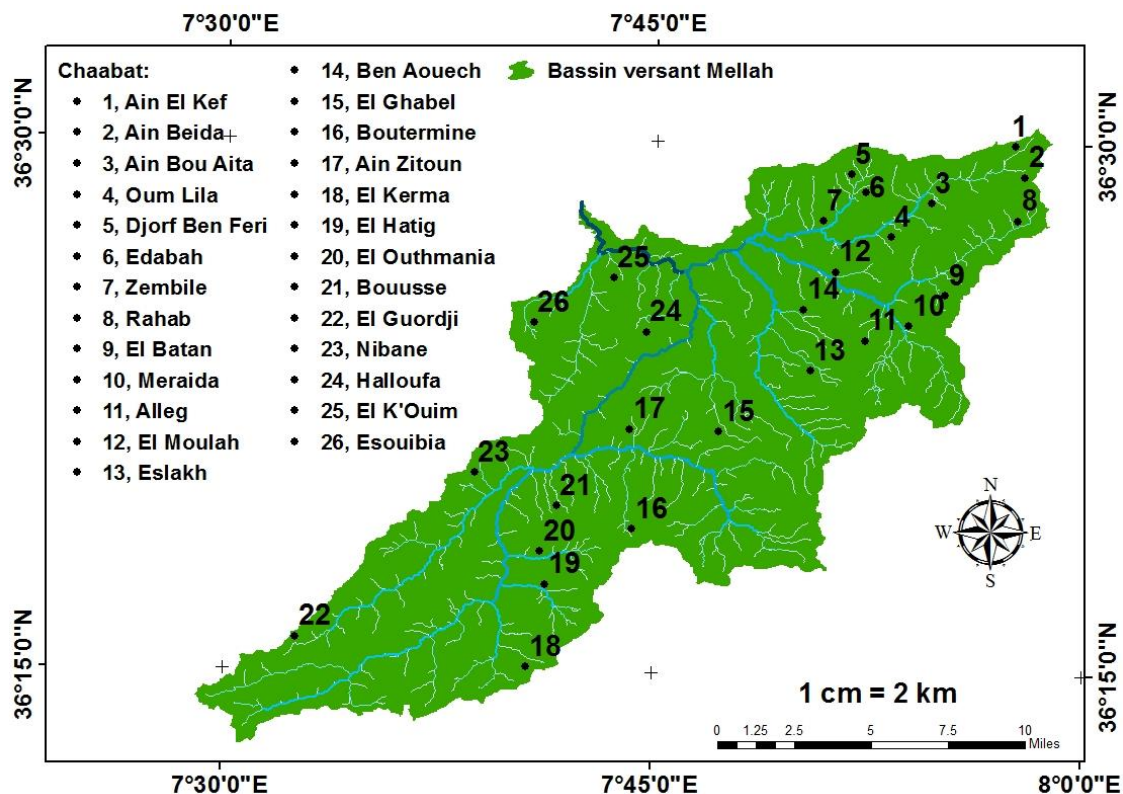 7°30'0"E 7°45'0"E
36°30'0"N
36°15'0"N
Chaabat:
1, Ain El Kef
2, Ain Beida
3, Ain Bou Aita
4, Oum Lila
5, Djorf Ben Feri
6, Edabah
7, Zembile
8, Rahab
9, El Batan
10, Meraida
11, Alleg
12, El Moulah
13, Eslakh
14, Ben Aouech
15, El Ghabel
16, Boutermine
17, Ain Zitoun
18, El Kerma
19, El Hatig
20, El Outhmania
21, Bouusse
22, El Guordji
23, Nibane
24, Halloufa
25, El K'Ouim
26, Esouibia
Bassin versant Mellah
1
2
5
6
3
8
7
4
12
25
9
14
10
26
24
11
13
17
15
23
21
16
20
19
22
18
N
W E
S
1 cm = 2 km
0 1.25 2.5 5 7.5 10
Miles
36°30'0"N
36°15'0"N
7°30'0"E 7°45'0"E 8°0'0"E